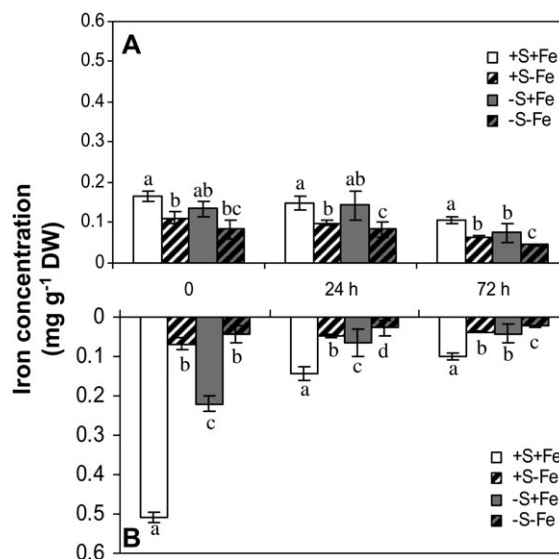 Iron concentration
(mg g-1 DW)
0.6
A
+S+Fe
+S-Fe
-S+Fe
-S-Fe
0.5
0.4
0.3
0.2
0.1
0
a b ab bc
a b ab c
a b b c
0 24 h 72 h
0
0.1
0.2
0.3
0.4
0.5
0.6
a b c b
a b c d
a b b c
+S+Fe
+S-Fe
-S+Fe
-S-Fe
B